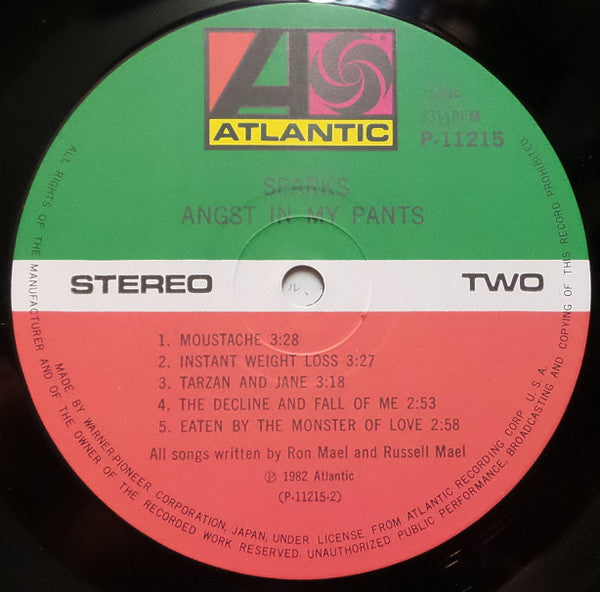 ATLANTIC
33 1/3 RPM
P-11215
SPARKS
ANGST IN MY PANTS
STEREO
TWO
1. MOUSTACHE 3:28
2. INSTANT WEIGHT LOSS 3:27
3. TARZAN AND JANE 3:18
4. THE DECLINE AND FALL OF ME 2:53
5. EATEN BY THE MONSTER OF LOVE 2:58
All songs written by Ron Mael and Russell Mael
Ⓟ 1982 Atlantic
(P-11215-2)
MADE BY WARNER-PIONEER CORPORATION, JAPAN, UNDER LICENSE FROM ATLANTIC RECORDING CORP. U.S.A.
ALL RIGHTS OF THE MANUFACTURER AND OF THE OWNER OF THE RECORDED WORK RESERVED. UNAUTHORIZED PUBLIC PERFORMANCE, BROADCASTING AND COPYING OF THIS RECORD PROHIBITED